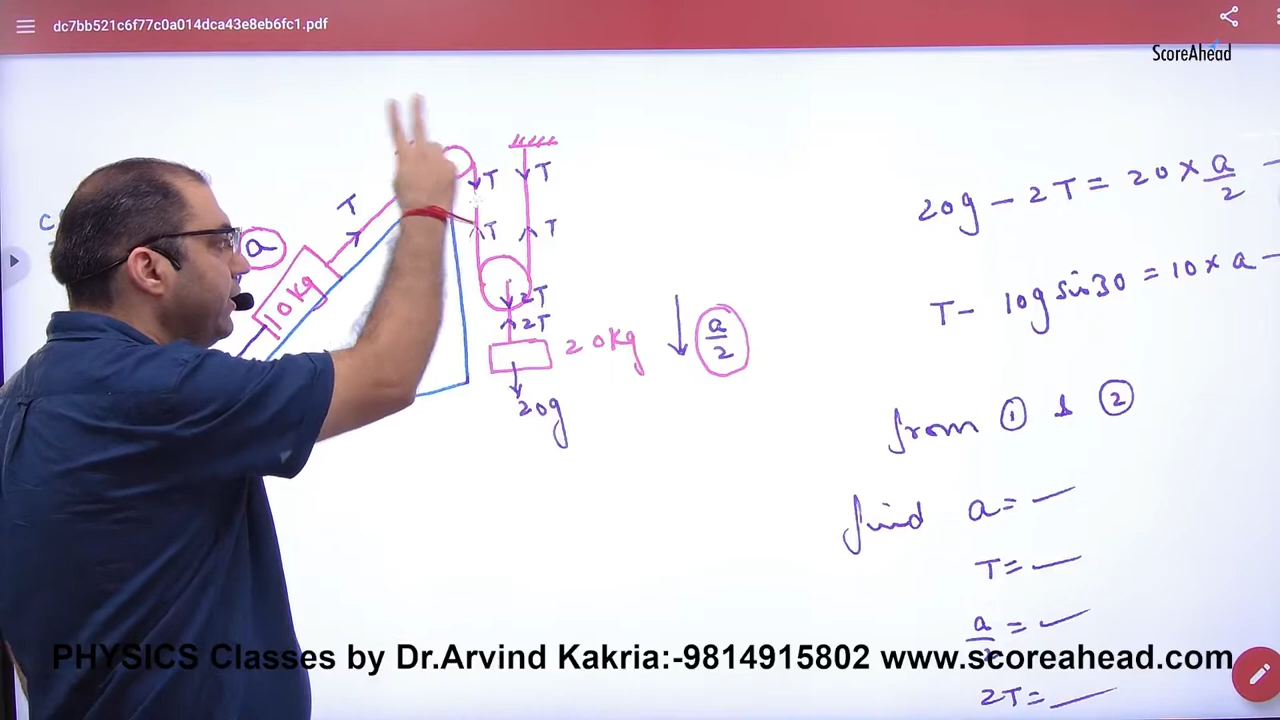 dc7bb521c6f77c0a014dca43e8eb6fc1.pdf
ScoreAhead
C
a
10kg
T
T
T
T
T
2T
2T
20kg
a/2
20g
20g - 2T = 20 × a/2 -
T - 10g sin30 = 10 × a -
from ① & ②
find a =
T =
a/2 =
2T =
PHYSICS Classes by Dr.Arvind Kakria:-9814915802 www.scoreahead.com